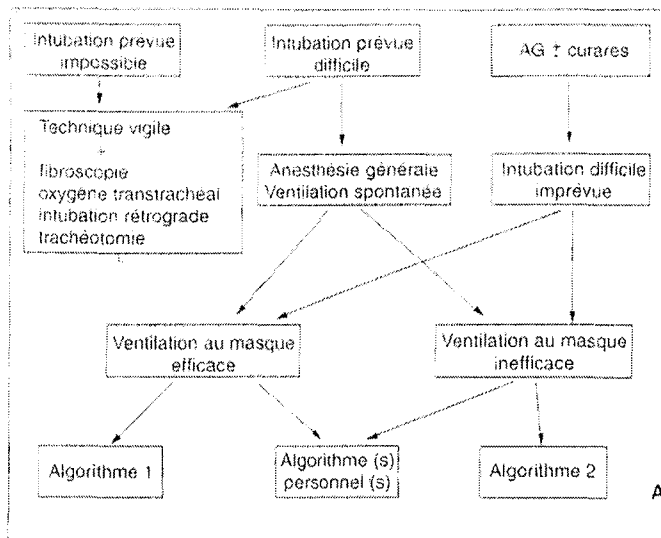 Intubation prévue
impossible
Intubation prévue
difficile
AG ± curares
Technique vigile
+
fibroscopie
oxygène transtrachéal
intubation rétrograde
trachéotomie
Anesthésie générale
Ventilation spontanée
Intubation difficile
imprévue
Ventilation au masque
efficace
Ventilation au masque
inefficace
Algorithme 1
Algorithme (s)
personnel (s)
Algorithme 2
A